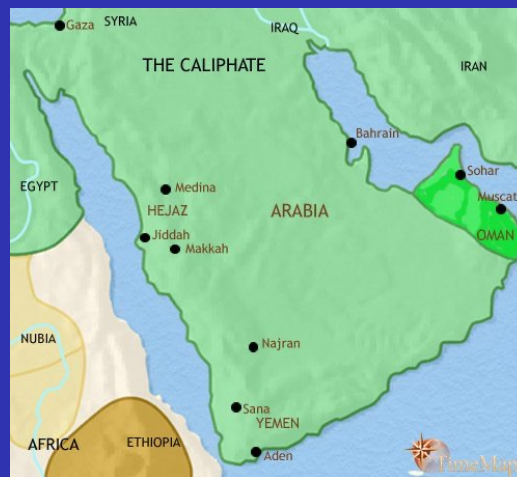 SYRIA
Gaza
IRAQ
THE CALIPHATE
IRAN
Bahrain
Sohar
EGYPT
Medina
Muscat
HEJAZ
ARABIA
Jiddah
OMAN
Makkah
NUBIA
Najran
Sana
YEMEN
AFRICA
ETHIOPIA
Aden
TimeMap